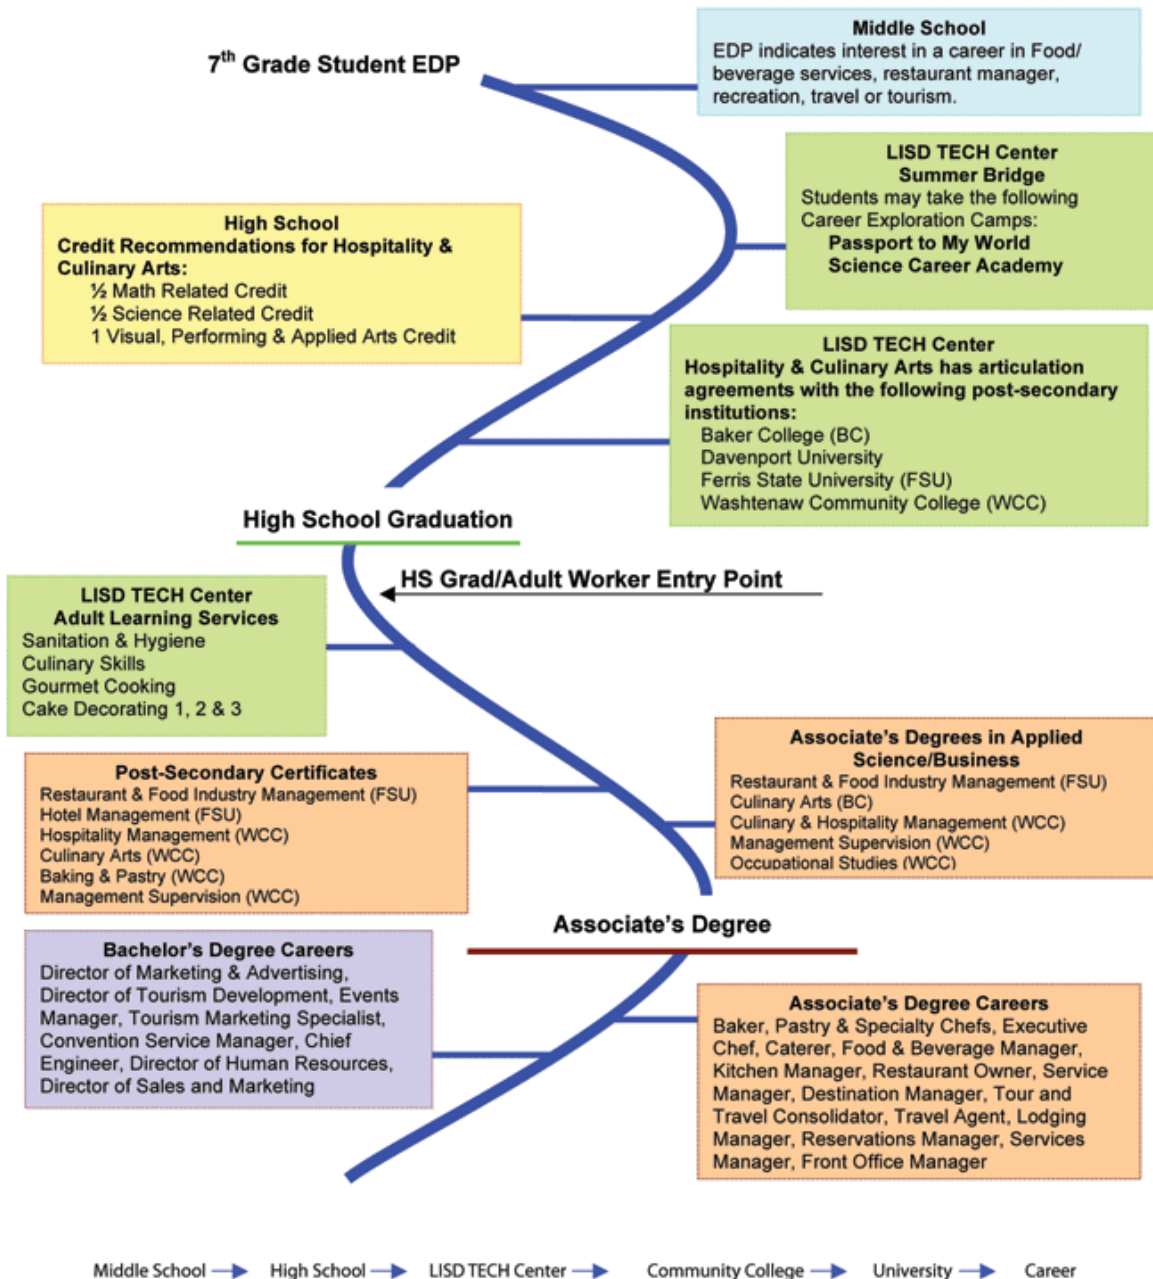 7th Grade Student EDP
Middle School
EDP indicates interest in a career in Food/
beverage services, restaurant manager,
recreation, travel or tourism.
LISD TECH Center
Summer Bridge
Students may take the following
Career Exploration Camps:
Passport to My World
Science Career Academy
High School
Credit Recommendations for Hospitality &
Culinary Arts:
½ Math Related Credit
½ Science Related Credit
1 Visual, Performing & Applied Arts Credit
LISD TECH Center
Hospitality & Culinary Arts has articulation
agreements with the following post-secondary
institutions:
Baker College (BC)
Davenport University
Ferris State University (FSU)
Washtenaw Community College (WCC)
High School Graduation
HS Grad/Adult Worker Entry Point
LISD TECH Center
Adult Learning Services
Sanitation & Hygiene
Culinary Skills
Gourmet Cooking
Cake Decorating 1, 2 & 3
Associate's Degrees in Applied
Science/Business
Restaurant & Food Industry Management (FSU)
Culinary Arts (BC)
Culinary & Hospitality Management (WCC)
Management Supervision (WCC)
Occupational Studies (WCC)
Post-Secondary Certificates
Restaurant & Food Industry Management (FSU)
Hotel Management (FSU)
Hospitality Management (WCC)
Culinary Arts (WCC)
Baking & Pastry (WCC)
Management Supervision (WCC)
Associate's Degree
Bachelor's Degree Careers
Director of Marketing & Advertising,
Director of Tourism Development, Events
Manager, Tourism Marketing Specialist,
Convention Service Manager, Chief
Engineer, Director of Human Resources,
Director of Sales and Marketing
Associate's Degree Careers
Baker, Pastry & Specialty Chefs, Executive
Chef, Caterer, Food & Beverage Manager,
Kitchen Manager, Restaurant Owner, Service
Manager, Destination Manager, Tour and
Travel Consolidator, Travel Agent, Lodging
Manager, Reservations Manager, Services
Manager, Front Office Manager
Middle School High School LISD TECH Center Community College University Career